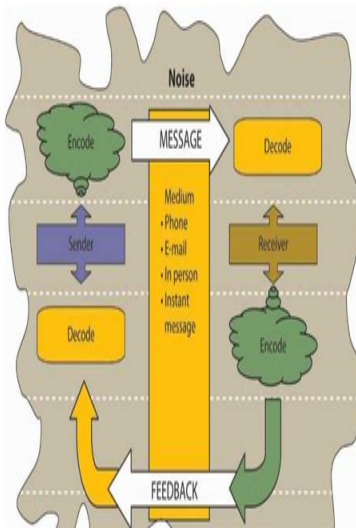 Noise
Encode
MESSAGE
Decode
Medium
• Phone
• E-mail
• In person
• Instant
message
Sender
Receiver
Decode
Encode
FEEDBACK